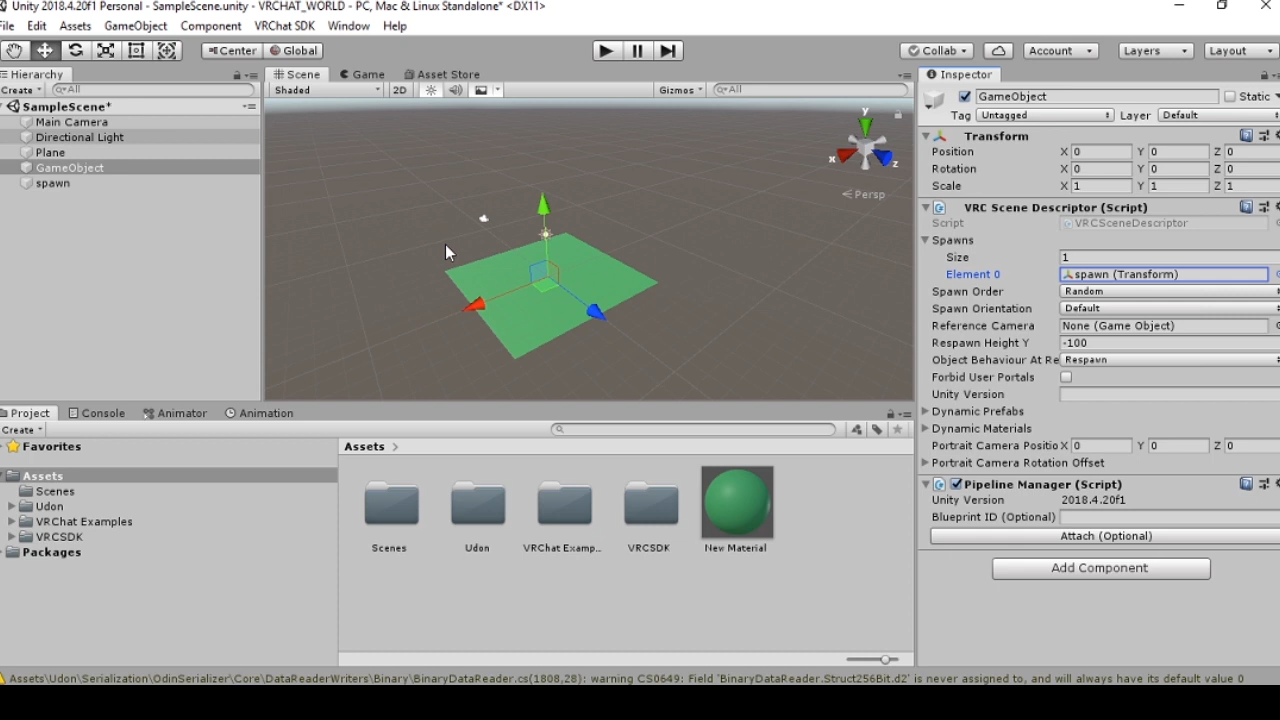 Unity 2018.4.20f1 Personal - SampleScene.unity - VRCHAT_WORLD - PC, Mac & Linux Standalone* <DX11>
File Edit Assets GameObject Component VRChat SDK Window Help
Center Global Collab Account Layers Layout
Hierarchy
Create All
SampleScene*
Main Camera
Directional Light
Plane
GameObject
spawn
Scene Game Asset Store
Shaded 2D Gizmos All
y
x z
Persp
Inspector
GameObject Static
Tag Untagged Layer Default
Transform
Position X 0 Y 0 Z 0
Rotation X 0 Y 0 Z 0
Scale X 1 Y 1 Z 1
VRC Scene Descriptor (Script)
Script VRCSceneDescriptor
Spawns
Size 1
Element 0 spawn (Transform)
Spawn Order Random
Spawn Orientation Default
Reference Camera None (Game Object)
Respawn Height Y -100
Object Behaviour At Re Respawn
Forbid User Portals
Unity Version
Dynamic Prefabs
Dynamic Materials
Portrait Camera Positio X 0 Y 0 Z 0
Portrait Camera Rotation Offset
Pipeline Manager (Script)
Unity Version 2018.4.20f1
Blueprint ID (Optional)
Attach (Optional)
Add Component
Project Console Animator Animation
Create
Favorites
Assets
Scenes
Udon
VRChat Examples
VRCSDK
Packages
Assets >
Scenes Udon VRChat Examp... VRCSDK New Material
Assets\Udon\Serialization\OdinSerializer\Core\DataReaderWriters\Binary\BinaryDataReader.cs(1808,28): warning CS0649: Field 'BinaryDataReader.Struct256Bit.d2' is never assigned to, and will always have its default value 0